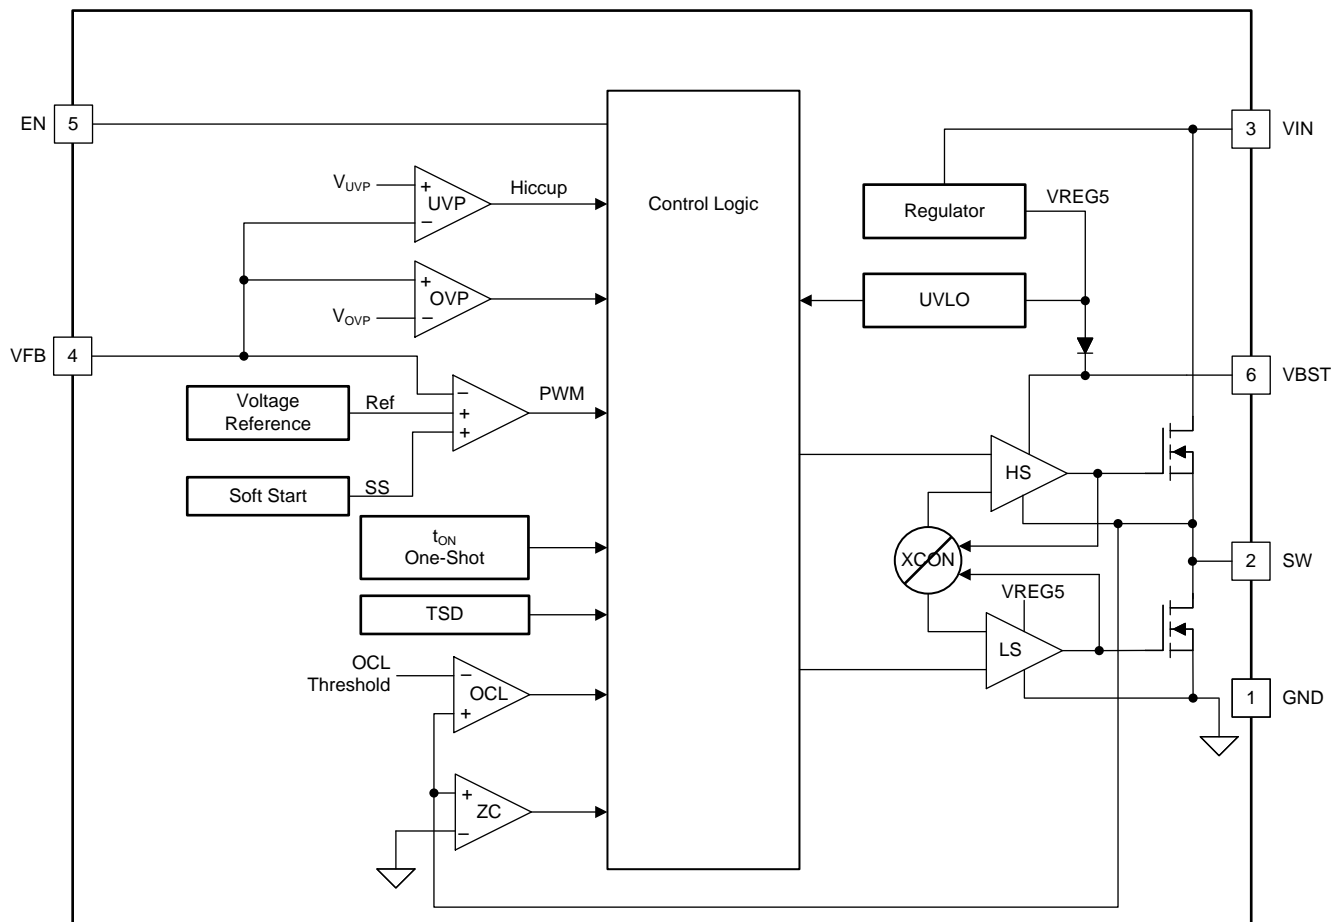 EN
5
3
VIN
VUVP
+
UVP
−
Hiccup
Control Logic
Regulator
VREG5
+
OVP
−
VOVP
UVLO
VFB
4
6
VBST
Voltage
Reference
Ref
−
+
+
PWM
Soft Start
SS
HS
tON
One-Shot
XCON
2
SW
TSD
VREG5
LS
OCL
Threshold
−
OCL
+
1
GND
+
ZC
−